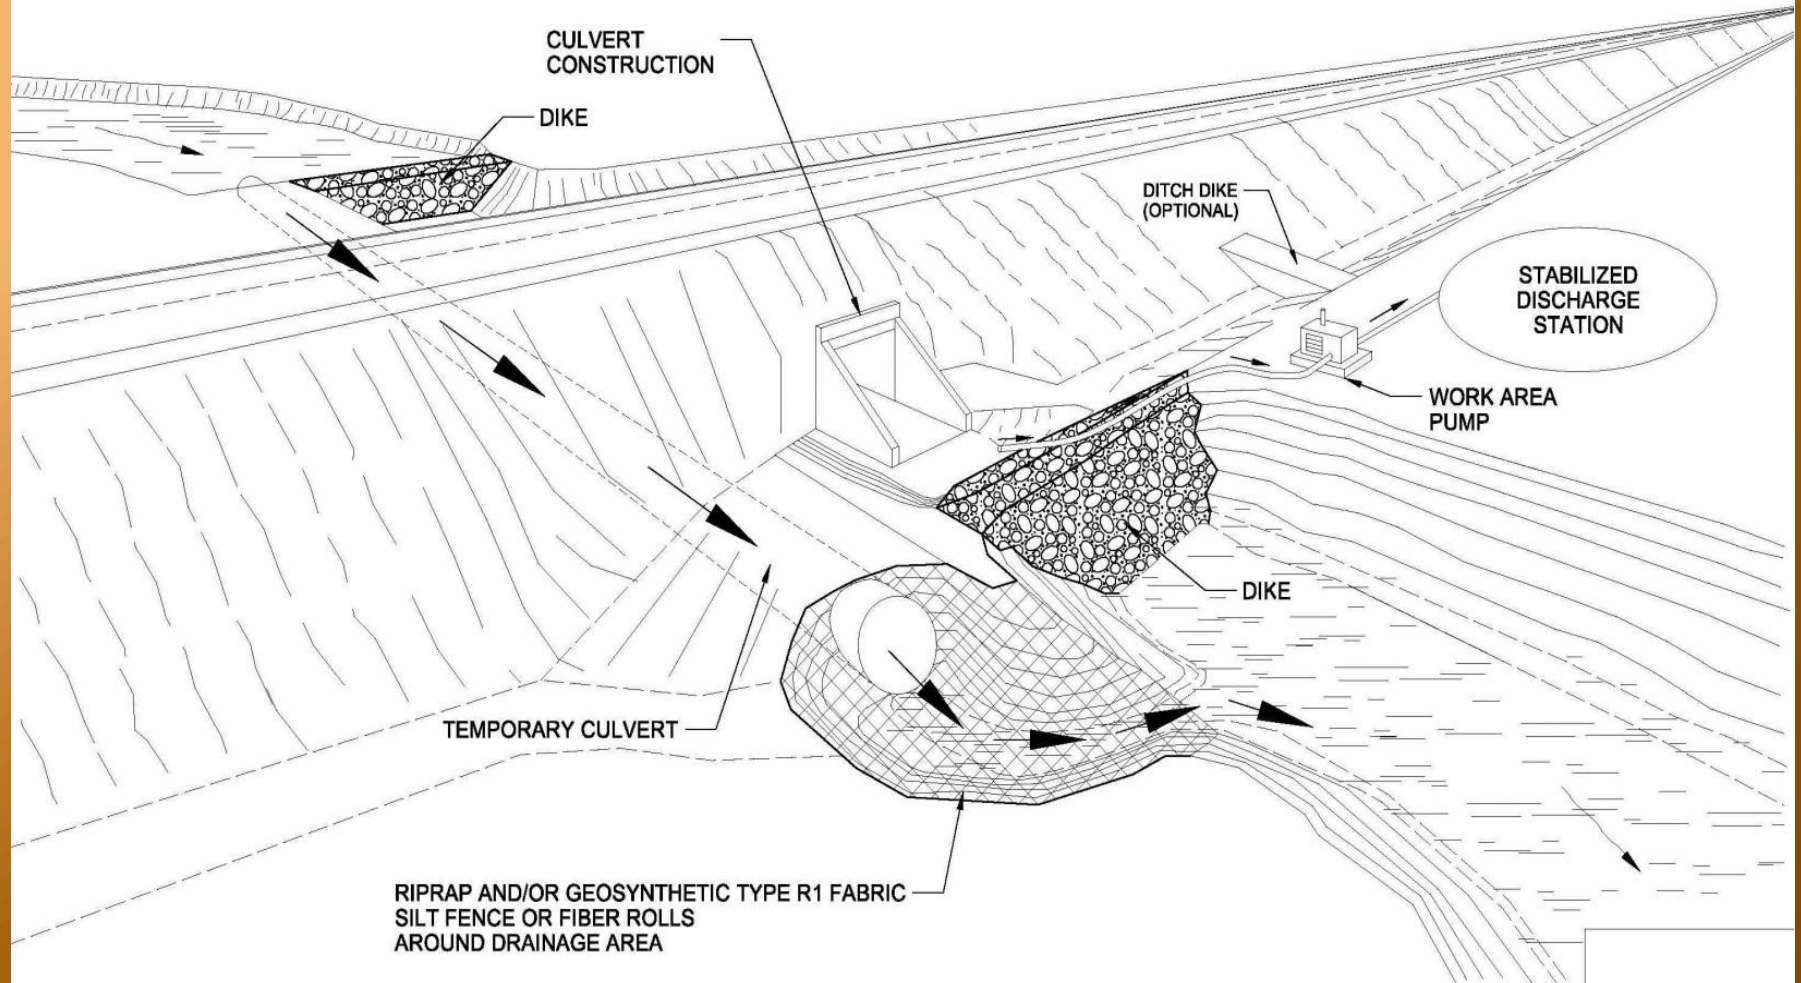 CULVERT
CONSTRUCTION
DIKE
DITCH DIKE
(OPTIONAL)
STABILIZED
DISCHARGE
STATION
WORK AREA
PUMP
DIKE
TEMPORARY CULVERT
RIPRAP AND/OR GEOSYNTHETIC TYPE R1 FABRIC
SILT FENCE OR FIBER ROLLS
AROUND DRAINAGE AREA